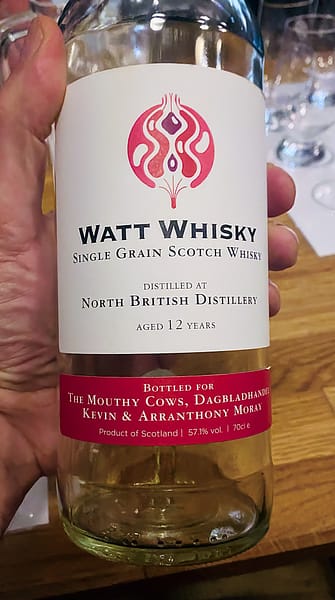 WATT WHISKY
SINGLE GRAIN SCOTCH WHISKY
DISTILLED AT
NORTH BRITISH DISTILLERY
AGED 12 YEARS
BOTTLED FOR
THE MOUTHY COWS, DAGBLADHANDEL
KEVIN & ARRANTHONY MORAY
Product of Scotland | 57.1% vol. | 70cl e